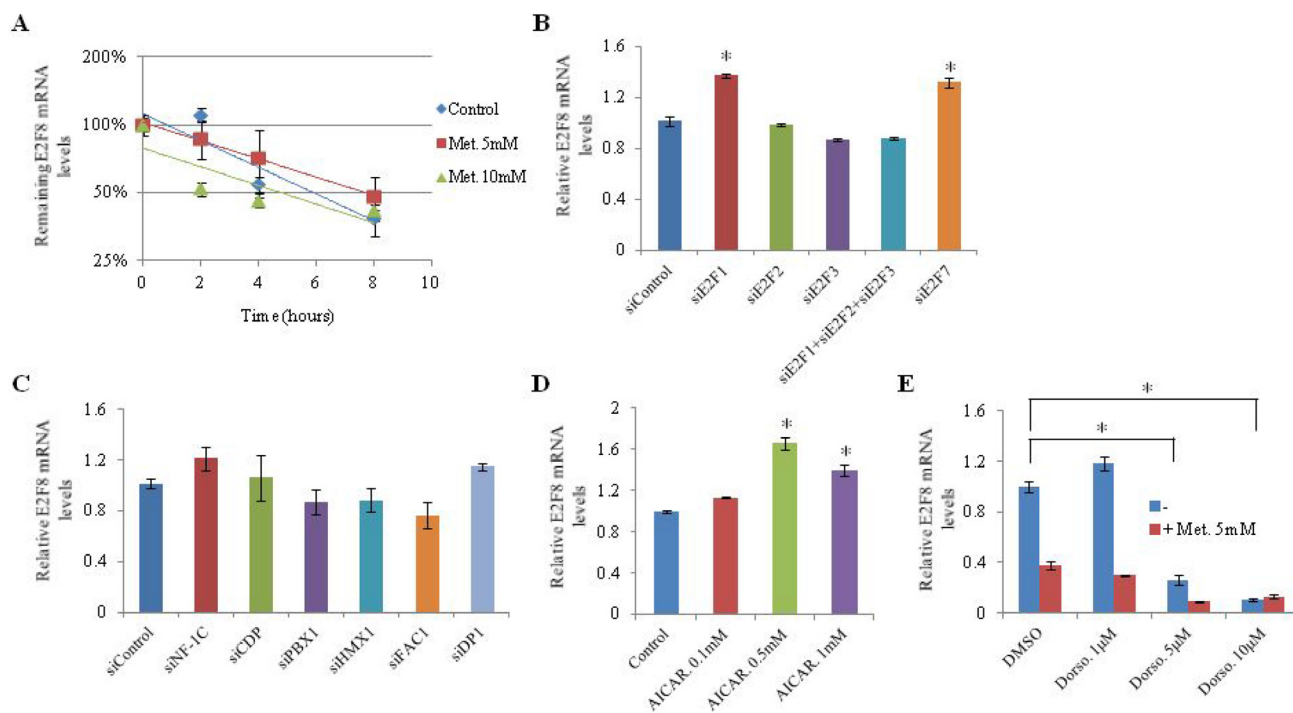 A
Remaining E2F8 mRNA
levels
200%
100%
50%
25%
0 2 4 6 8 10
Time (hours)
Control
Met. 5mM
Met. 10mM
B
Relative E2F8 mRNA
levels
1.6
1.2
0.8
0.4
0
*
*
siControl
siE2F1
siE2F2
siE2F3
siE2F1+siE2F2+siE2F3
siE2F7
C
Relative E2F8 mRNA
levels
1.6
1.2
0.8
0.4
0
siControl
siNF-1C
siCDP
siPBX1
siHMX1
siFAC1
siDP1
D
Relative E2F8 mRNA
levels
2
1.6
1.2
0.8
0.4
0
*
*
Control
AICAR. 0.1mM
AICAR. 0.5mM
AICAR. 1mM
E
Relative E2F8 mRNA
levels
1.6
1.2
0.8
0.4
0
*
*
-
+ Met. 5mM
DMSO
Dorso. 1µM
Dorso. 5µM
Dorso. 10µM